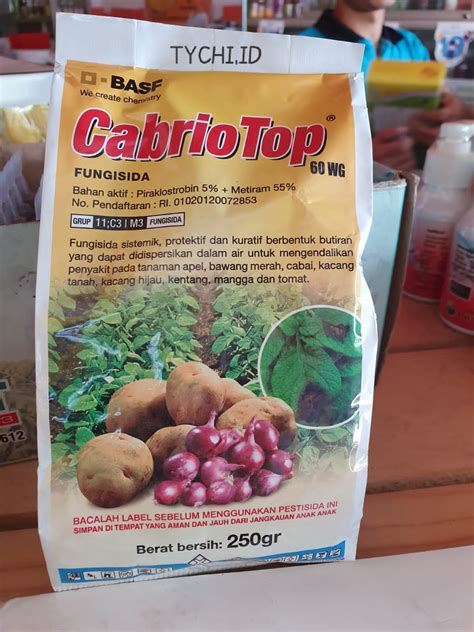 TYCHI,ID
BASF
We create chemistry
CabrioTop®
60 WG
FUNGISIDA
Bahan aktif : Piraklostrobin 5% + Metiram 55%
No. Pendaftaran : RI. 01020120072853
GRUP 11;C3 | M3 FUNGISIDA
Fungisida sistemik, protektif dan kuratif berbentuk butiran
yang dapat didispersikan dalam air untuk mengendalikan
penyakit pada tanaman apel, bawang merah, cabai, kacang
tanah, kacang hijau, kentang, mangga dan tomat.
BACALAH LABEL SEBELUM MENGGUNAKAN PESTISIDA INI
SIMPAN DI TEMPAT YANG AMAN DAN JAUH DARI JANGKAUAN ANAK ANAK
Berat bersih: 250gr
612